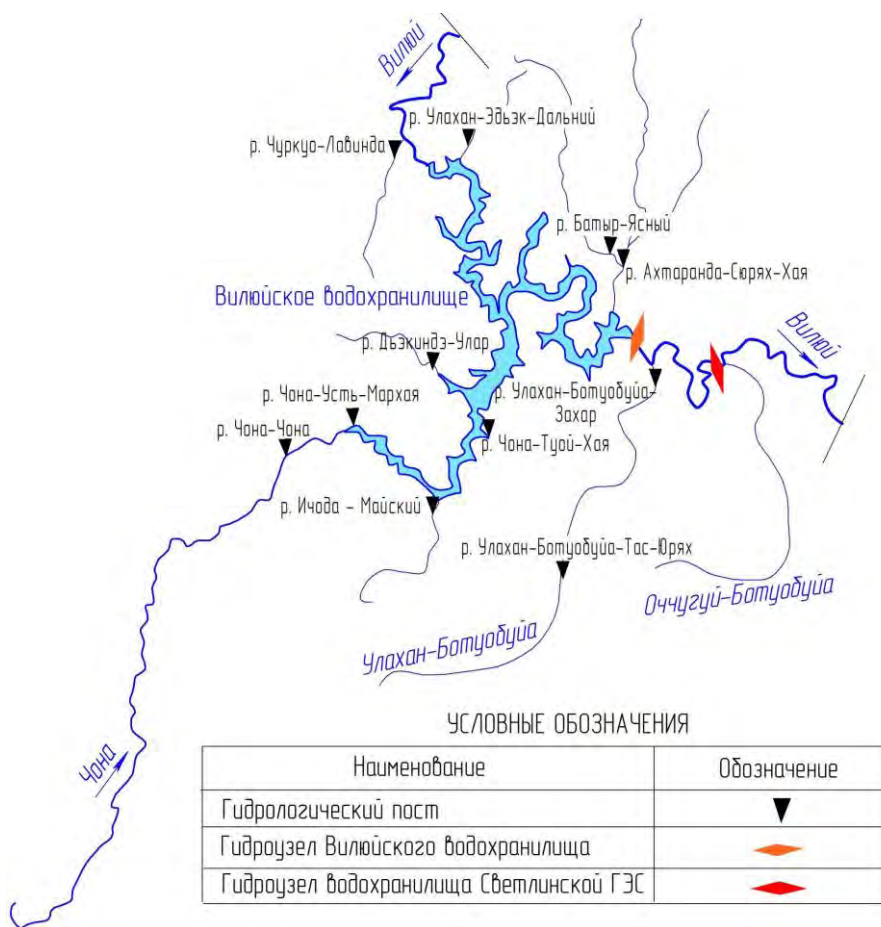 Вилюй
р. Улахан-Эдьэк-Дальний
р. Чуркуо-Лавинда
р. Батыр-Ясный
р. Ахтаранда-Сюрях-Хая
Вилюйское водохранилище
Вилюй
р. Дьэкиндэ-Улар
р. Улахан-Ботуобуйа-
Захар
р. Чона-Усть-Мархая
р. Чона-Туой-Хая
р. Чона-Чона
р. Ичода - Майский
р. Улахан-Ботуобуйа-Тас-Юрях
Оччугуй-Ботуобуйа
Улахан-Ботуобуйа
Чона
УСЛОВНЫЕ ОБОЗНАЧЕНИЯ
Наименование Обозначение
Гидрологический пост
Гидроузел Вилюйского водохранилища
Гидроузел водохранилища Светлинской ГЭС